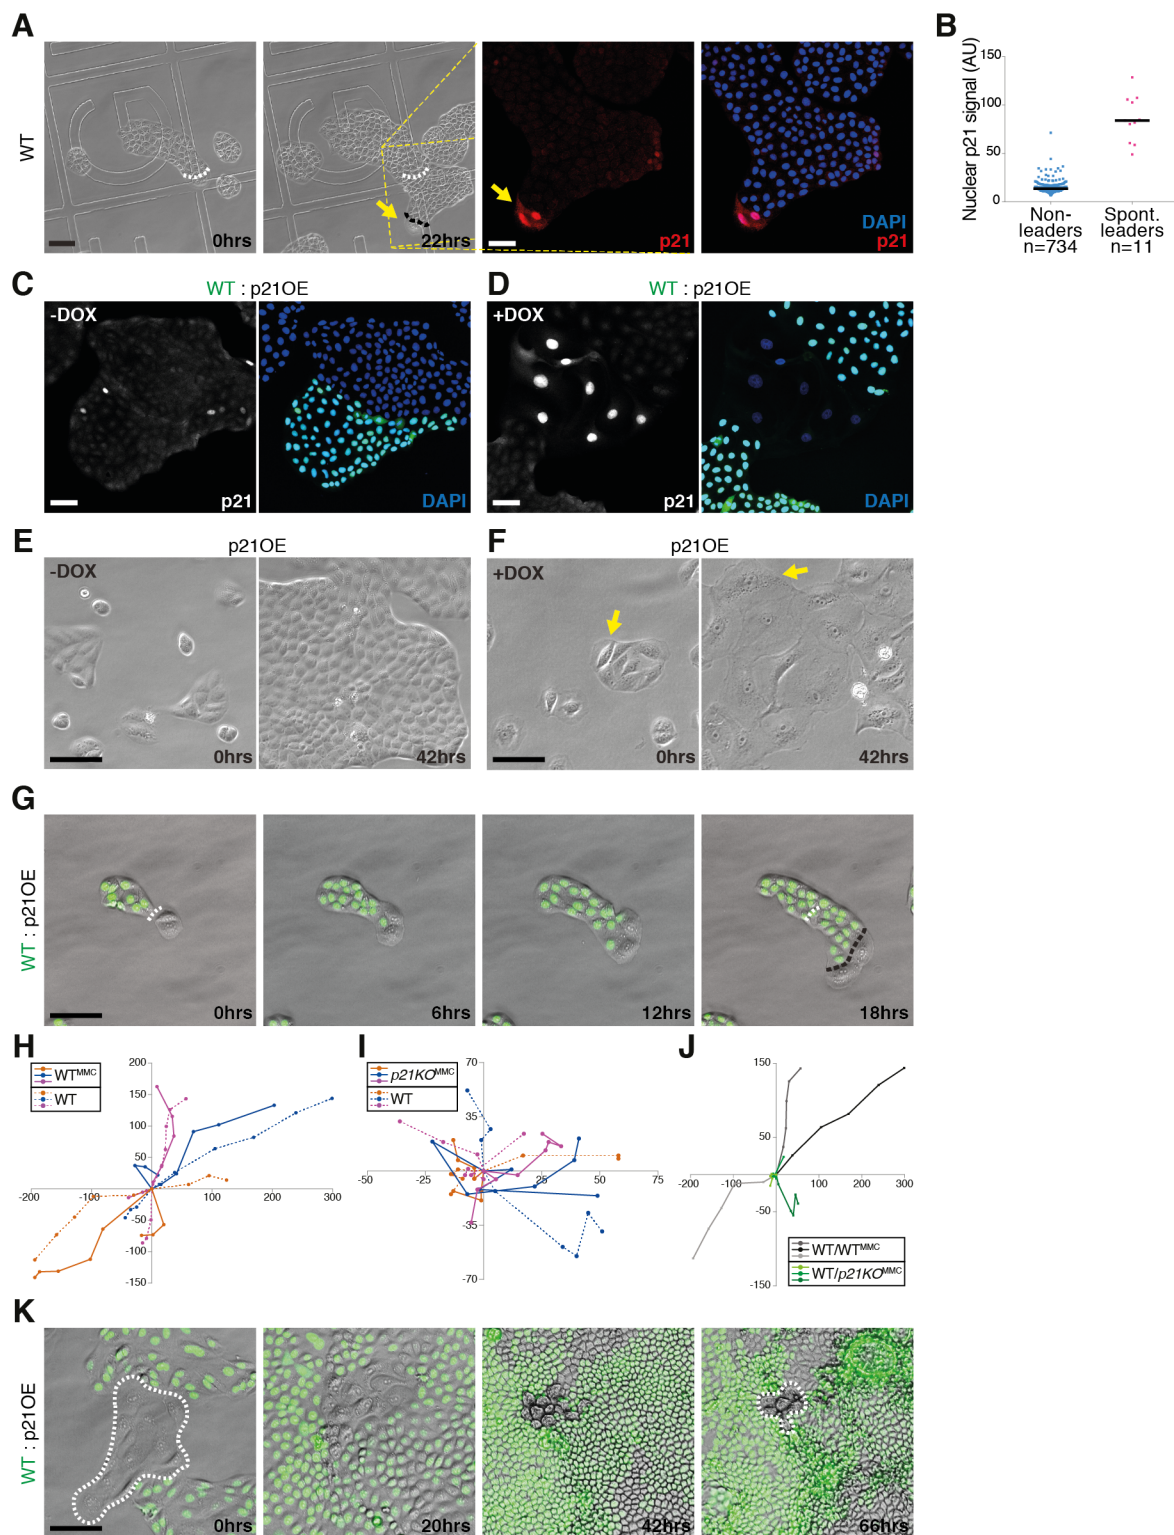 A
WT
0hrs
22hrs
p21
DAPI
p21
B
Nuclear p21 signal (AU)
150
100
50
0
Non-
leaders
n=734
Spont.
leaders
n=11
C
WT : p21OE
-DOX
p21
DAPI
D
WT : p21OE
+DOX
p21
DAPI
E
p21OE
-DOX
0hrs
42hrs
F
p21OE
+DOX
0hrs
42hrs
G
WT : p21OE
0hrs
6hrs
12hrs
18hrs
H
WTMMC
WT
200
150
100
50
-200
-100
100
200
300
-50
-100
-150
I
p21KOMMC
WT
70
35
-50
-25
25
50
75
-35
-70
J
150
50
-200
-100
100
200
300
-50
-150
WT/WTMMC
WT/p21KOMMC
K
WT : p21OE
0hrs
20hrs
42hrs
66hrs